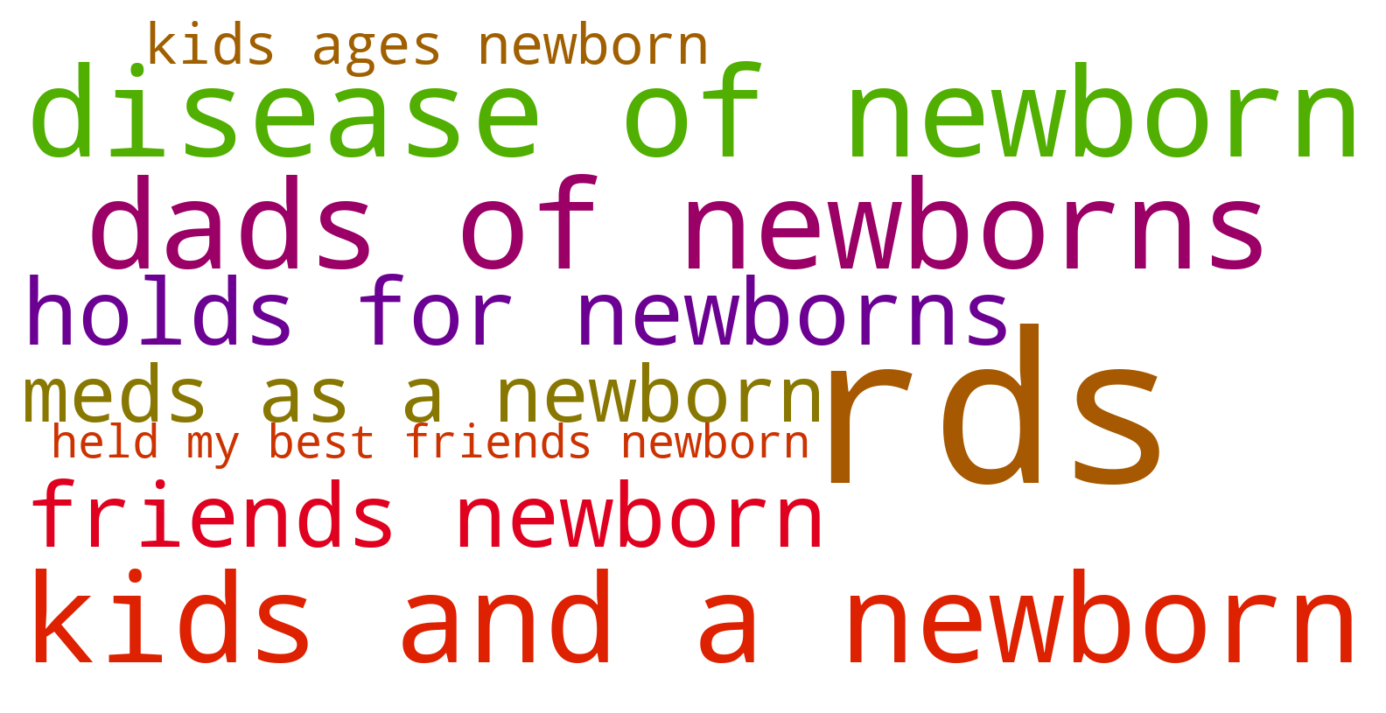 kids ages newborn
disease of newborn
dads of newborns
holds for newborns
meds as a newborn
rds
held my best friends newborn
friends newborn
kids and a newborn